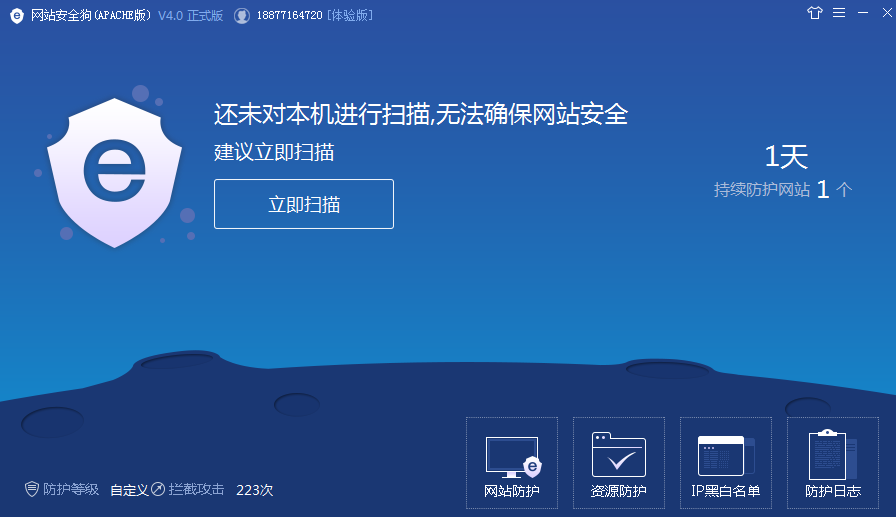 网站安全狗(APACHE版) V4.0 正式版 18877164720 [体验版]
还未对本机进行扫描,无法确保网站安全
建议立即扫描
立即扫描
1天
持续防护网站 1 个
防护等级 自定义 拦截攻击 223次
网站防护 资源防护 IP黑白名单 防护日志